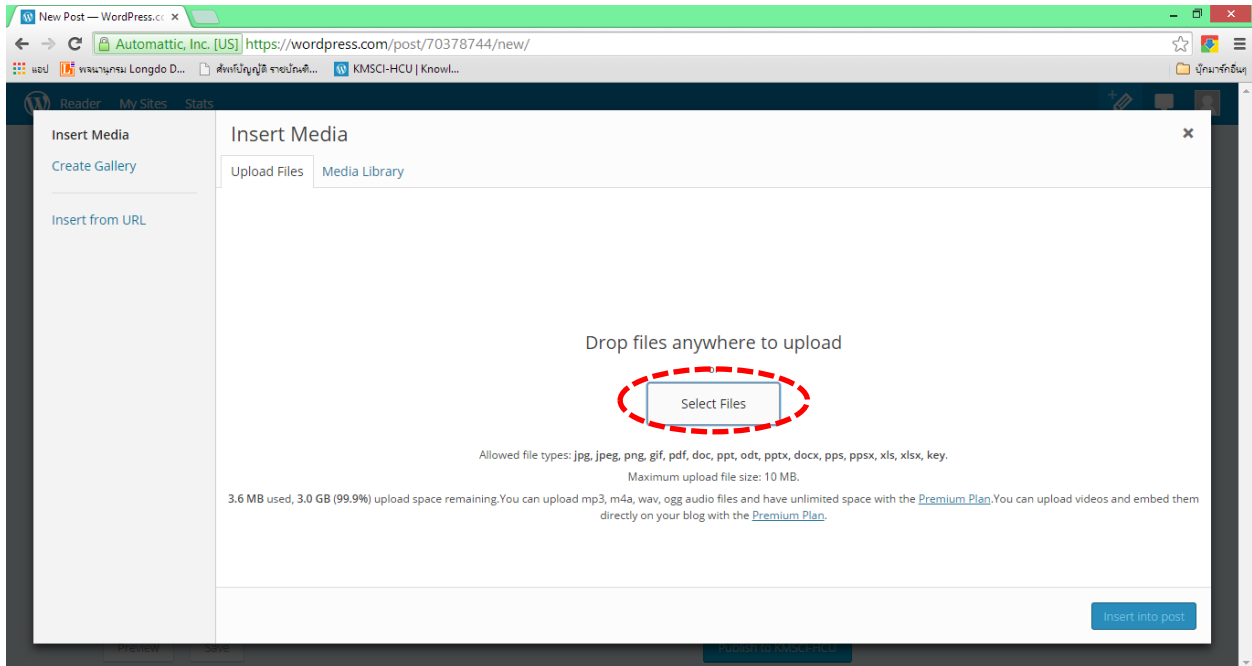 New Post — WordPress.cc
Automattic, Inc. [US] https://wordpress.com/post/70378744/new/
แอป พจนานุกรม Longdo D... ศัพท์บัญญัติ รายบัณฑิ... KMSCI-HCU | Knowl... บุ๊กมาร์กอื่นๆ
Reader My Sites Stats
Insert Media
Create Gallery
Insert from URL
Insert Media
Upload Files Media Library
Drop files anywhere to upload
Select Files
Allowed file types: jpg, jpeg, png, gif, pdf, doc, ppt, odt, pptx, docx, pps, ppsx, xls, xlsx, key.
Maximum upload file size: 10 MB.
3.6 MB used, 3.0 GB (99.9%) upload space remaining.You can upload mp3, m4a, wav, ogg audio files and have unlimited space with the Premium Plan.You can upload videos and embed them
directly on your blog with the Premium Plan.
Insert into post
Preview Save Publish to KMSCI-HCU